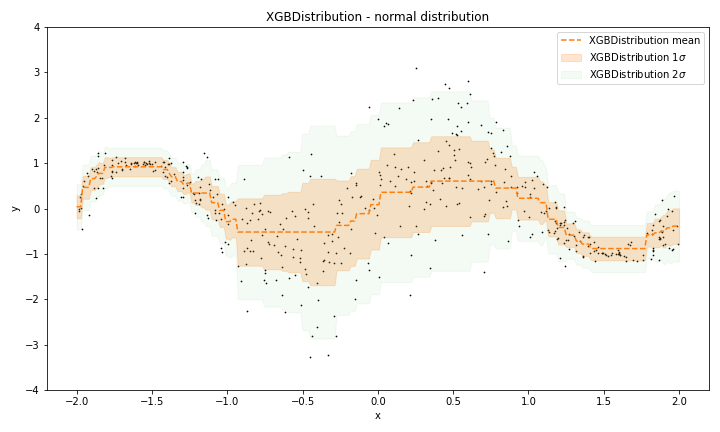 XGBDistribution - normal distribution
XGBDistribution mean
XGBDistribution 1σ
XGBDistribution 2σ
4
3
2
1
0
−1
−2
−3
−4
y
−2.0 −1.5 −1.0 −0.5 0.0 0.5 1.0 1.5 2.0
x